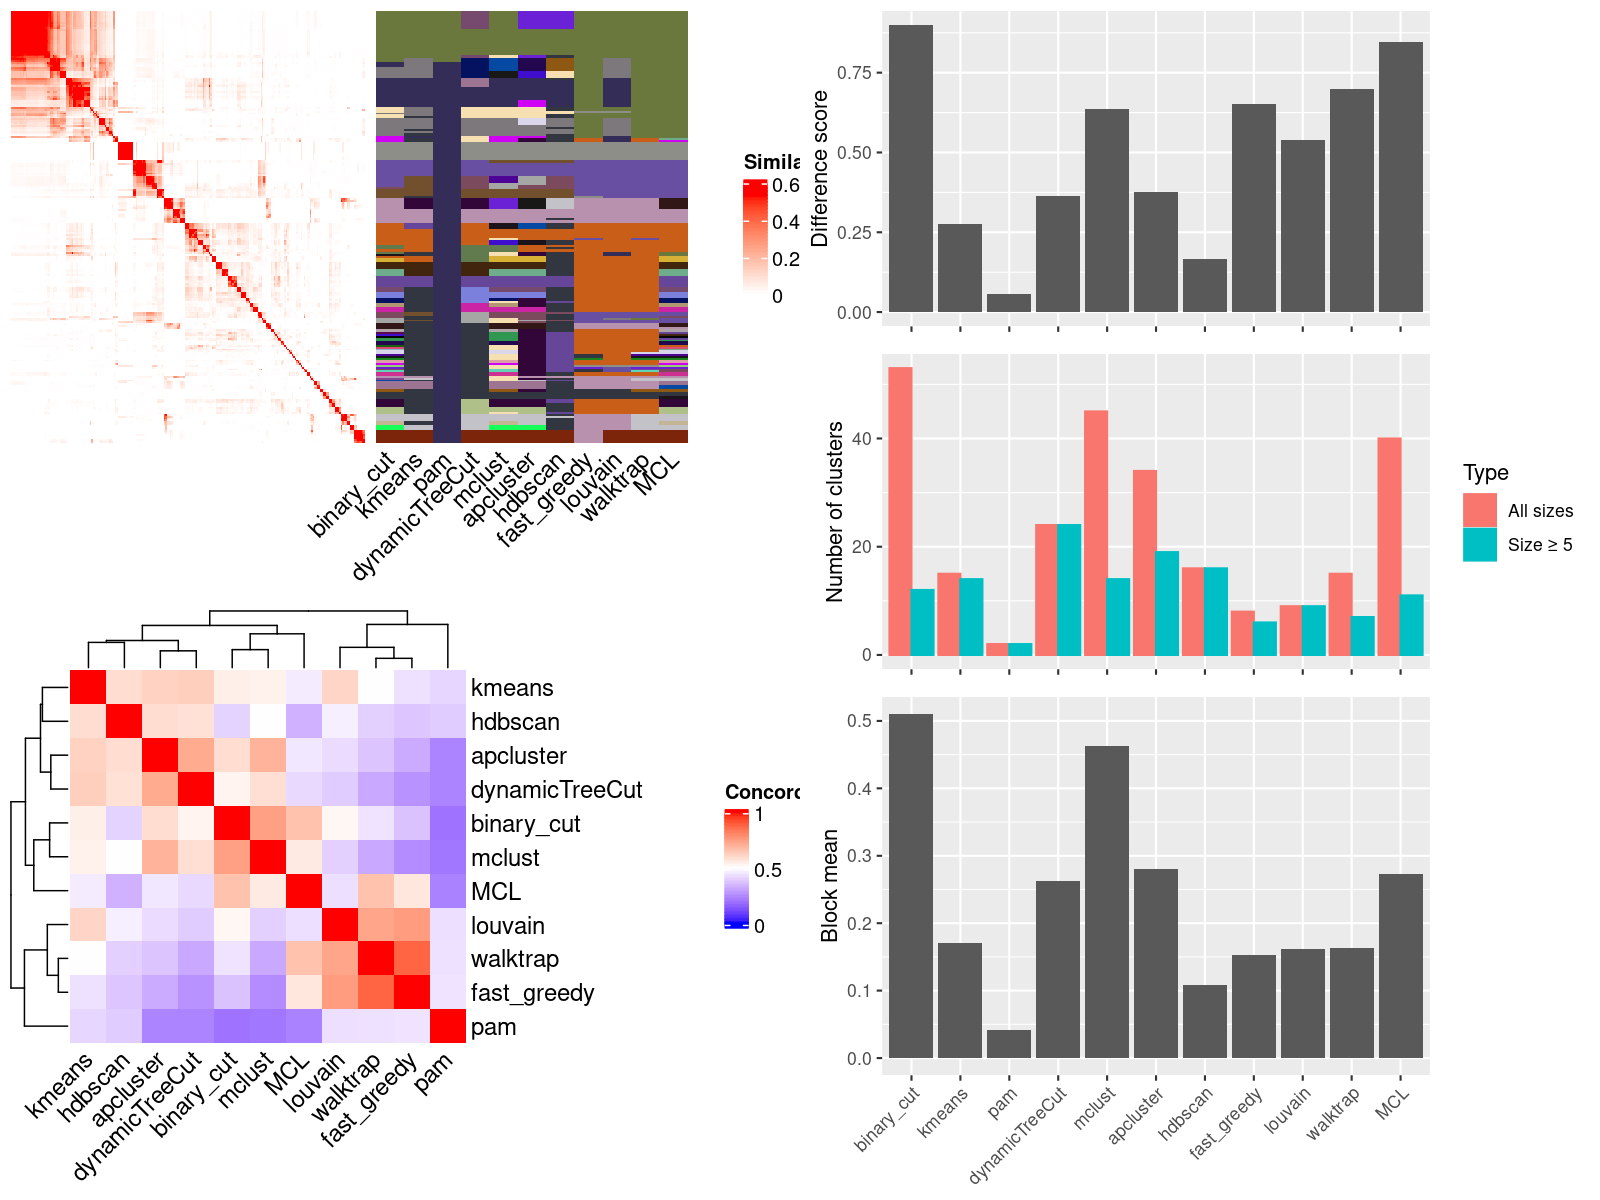 Simila
0.6
0.4
0.2
0
binary_cut
kmeans
pam
dynamicTreeCut
mclust
apcluster
hdbscan
fast_greedy
louvain
walktrap
MCL
kmeans
hdbscan
apcluster
dynamicTreeCut
binary_cut
mclust
MCL
louvain
walktrap
fast_greedy
pam
Concord
1
0.5
0
kmeans
hdbscan
apcluster
dynamicTreeCut
binary_cut
mclust
MCL
louvain
walktrap
fast_greedy
pam
Difference score
0.75
0.50
0.25
0.00
Number of clusters
40
20
0
Type
All sizes
Size ≥ 5
Block mean
0.5
0.4
0.3
0.2
0.1
0.0
binary_cut
kmeans
pam
dynamicTreeCut
mclust
apcluster
hdbscan
fast_greedy
louvain
walktrap
MCL